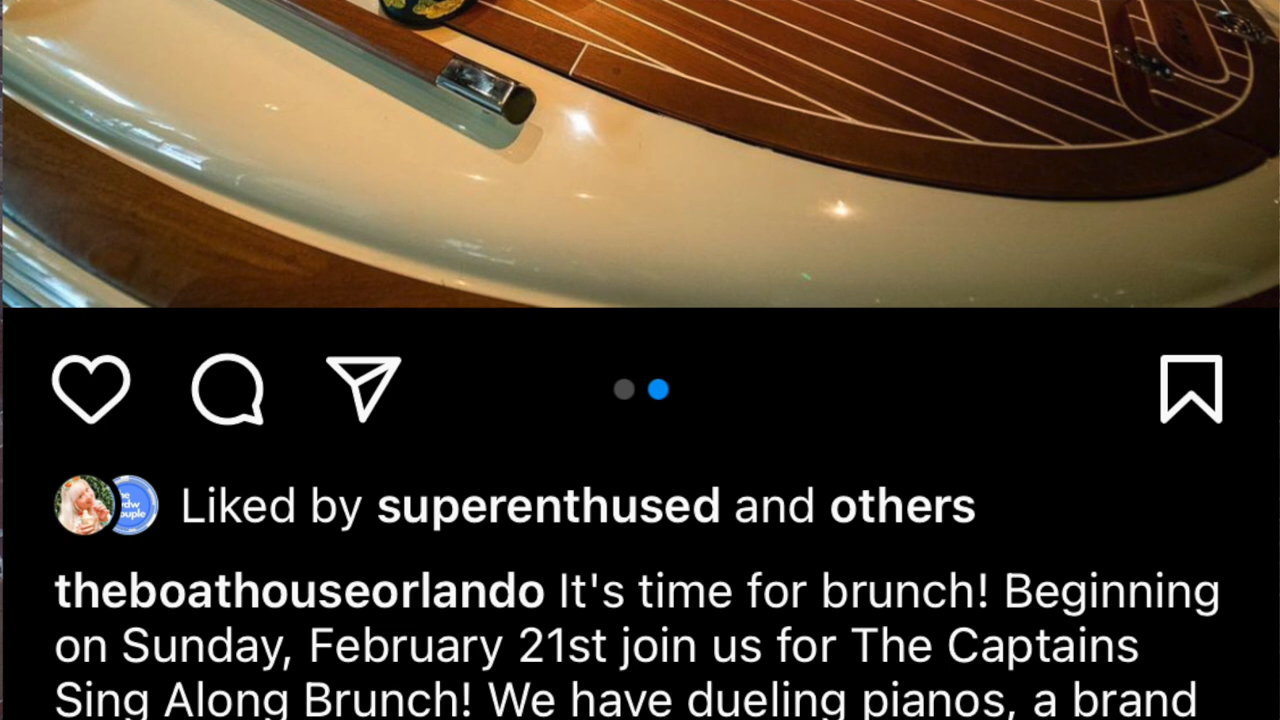 Liked by superenthused and others
theboathouseorlando It's time for brunch! Beginning
on Sunday, February 21st join us for The Captains
Sing Along Brunch! We have dueling pianos, a brand